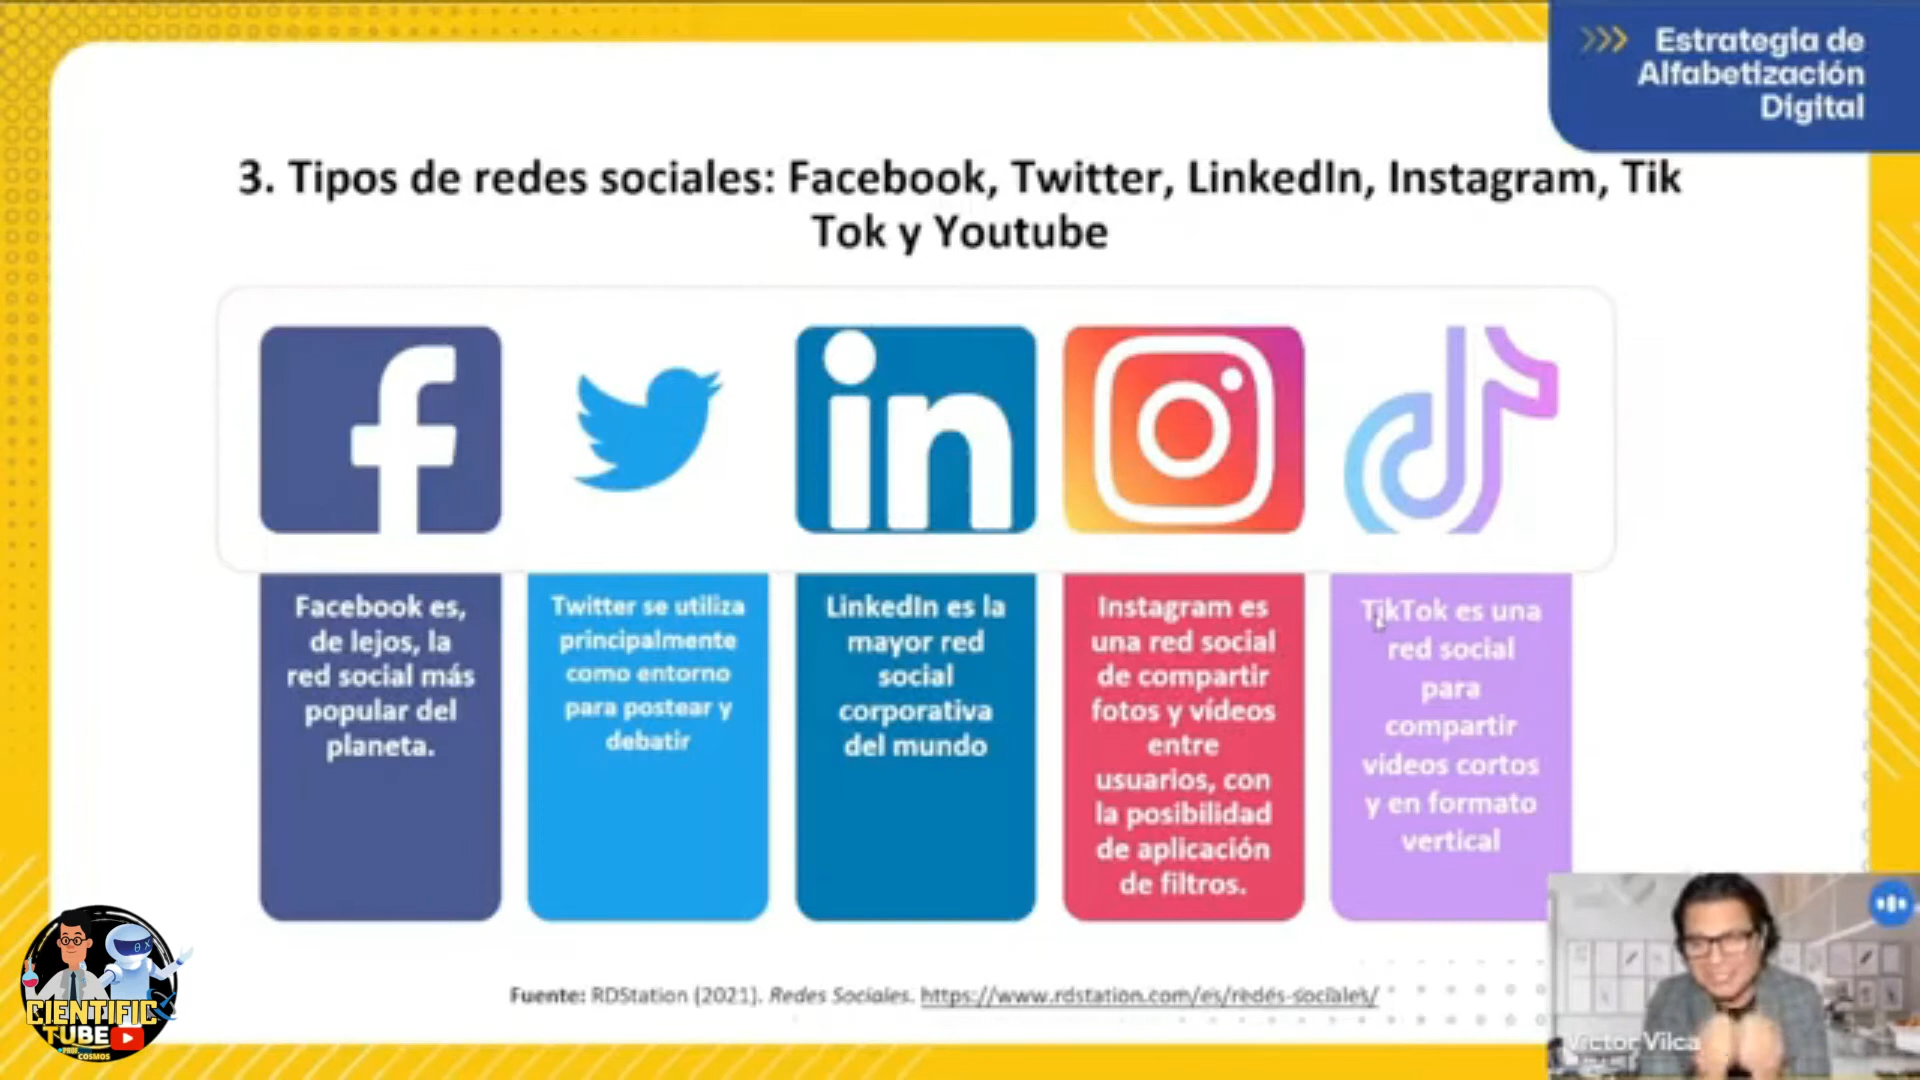 Estrategia de
Alfabetización
Digital
3. Tipos de redes sociales: Facebook, Twitter, LinkedIn, Instagram, Tik
Tok y Youtube
f
in
Facebook es,
de lejos, la
red social más
popular del
planeta.
Twitter se utiliza
principalmente
como entorno
para postear y
debatir
LinkedIn es la
mayor red
social
corporativa
del mundo
Instagram es
una red social
de compartir
fotos y vídeos
entre
usuarios, con
la posibilidad
de aplicación
de filtros.
TikTok es una
red social
para
compartir
videos cortos
y en formato
vertical
Fuente: RDStation (2021). Redes Sociales. https://www.rdstation.com/es/redes-sociales/
CIENTIFIC
TUBE
PROF.
COSMOS
Victor Vilca